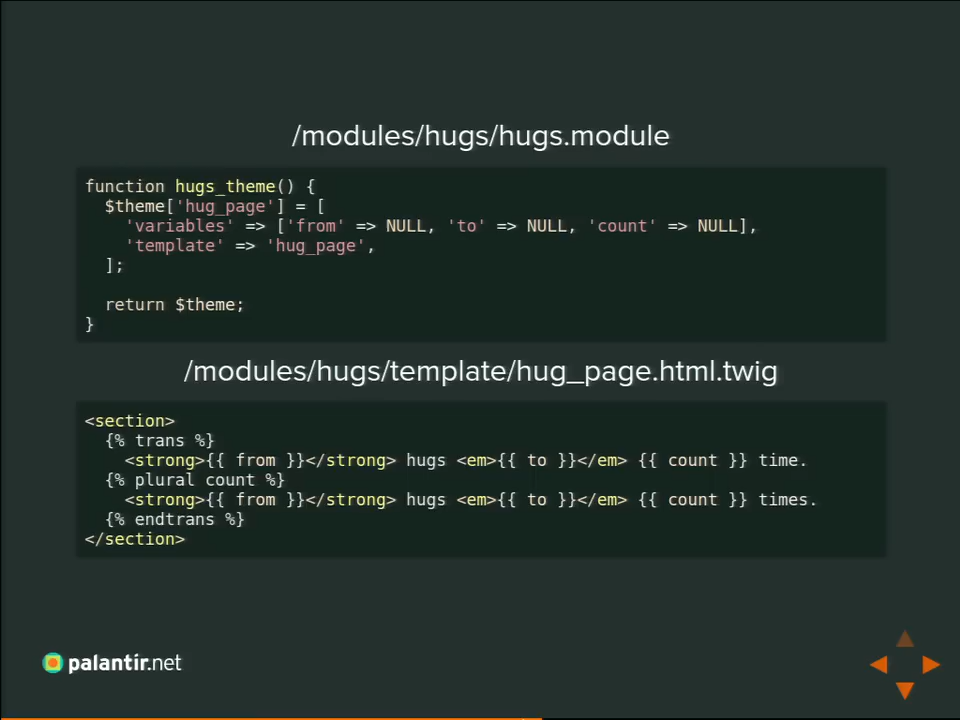 /modules/hugs/hugs.module
function hugs_theme() {
  $theme['hug_page'] = [
    'variables' => ['from' => NULL, 'to' => NULL, 'count' => NULL],
    'template' => 'hug_page',
  ];

  return $theme;
}
/modules/hugs/template/hug_page.html.twig
<section>
  {% trans %}
    <strong>{{ from }}</strong> hugs <em>{{ to }}</em> {{ count }} time.
  {% plural count %}
    <strong>{{ from }}</strong> hugs <em>{{ to }}</em> {{ count }} times.
  {% endtrans %}
</section>
palantir.net